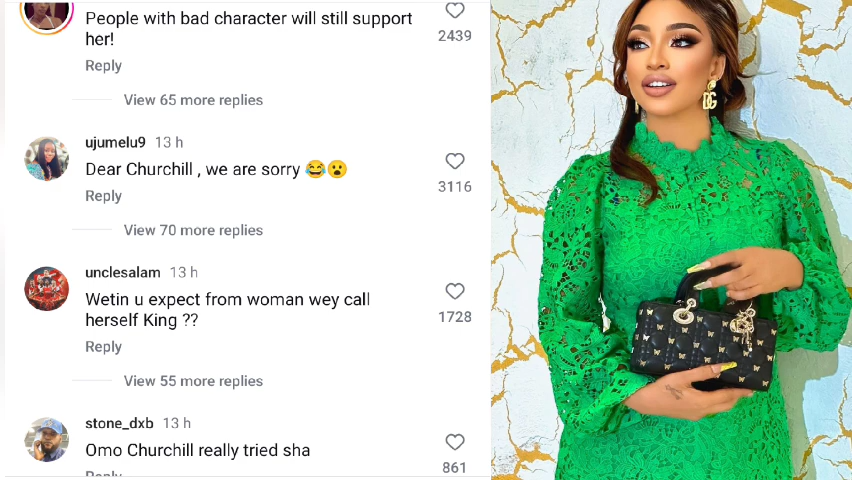 People with bad character will still support
her!
2439
Reply
View 65 more replies
ujumelu9 13 h
Dear Churchill , we are sorry 😂😮
3116
Reply
View 70 more replies
unclesalam 13 h
Wetin u expect from woman wey call
herself King ??
1728
Reply
View 55 more replies
stone_dxb 13 h
Omo Churchill really tried sha
861
Reply
DG